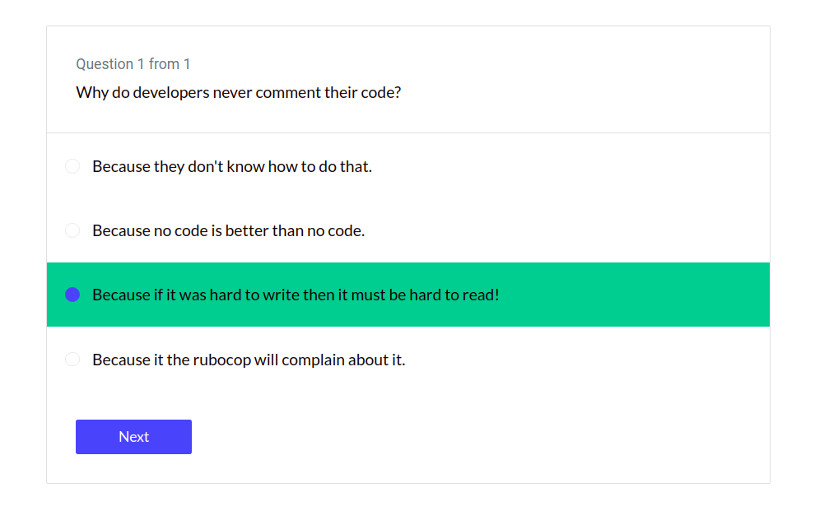 Question 1 from 1
Why do developers never comment their code?
Because they don't know how to do that.
Because no code is better than no code.
Because if it was hard to write then it must be hard to read!
Because it the rubocop will complain about it.
Next